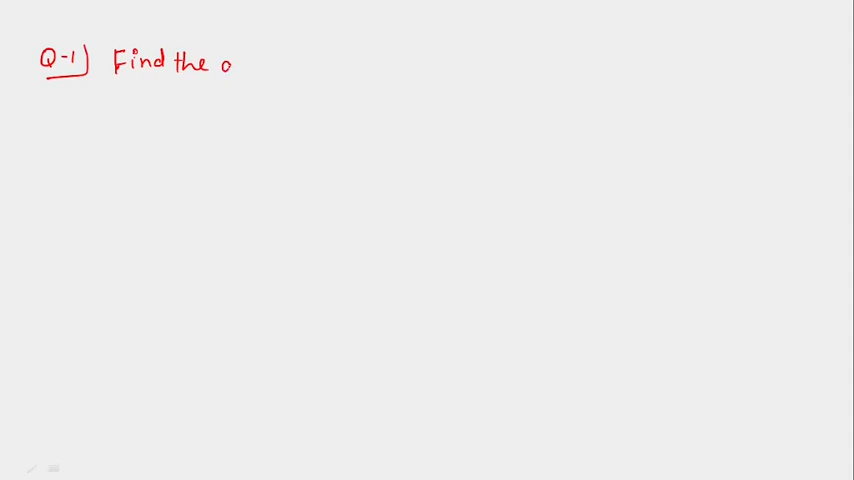 Q-1) Find the a